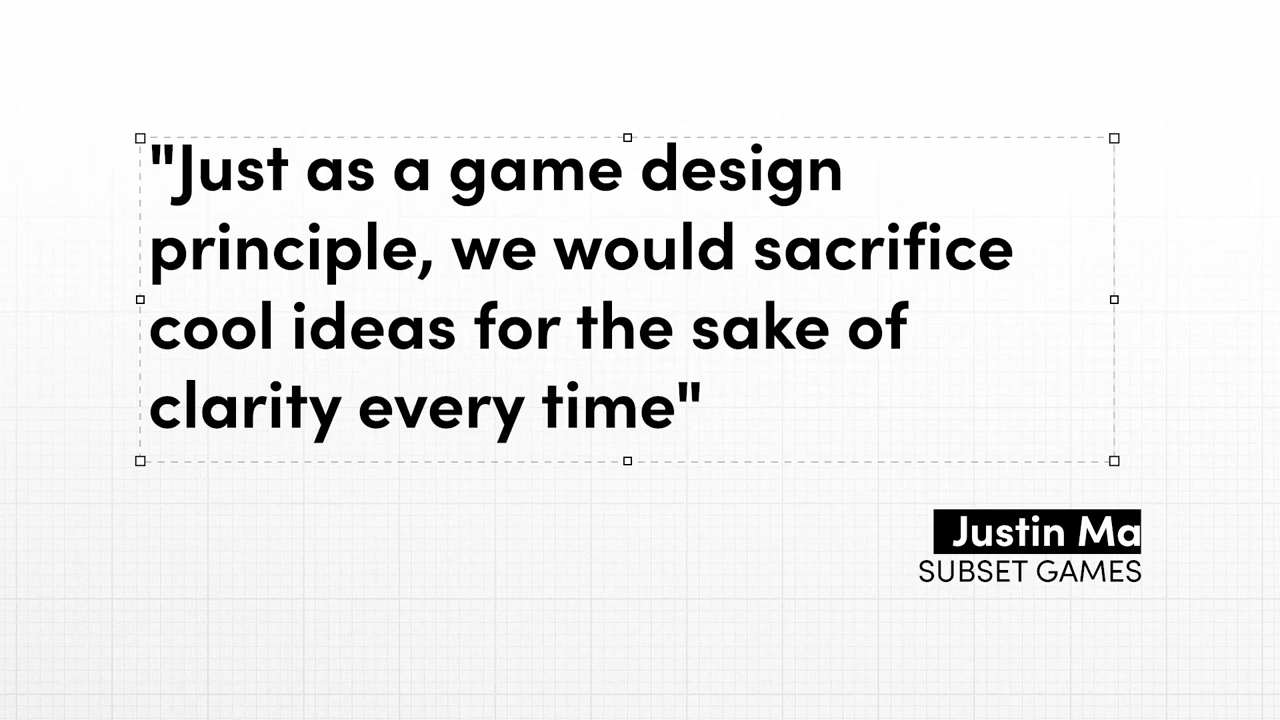 "Just as a game design
principle, we would sacrifice
cool ideas for the sake of
clarity every time"
Justin Ma
SUBSET GAMES